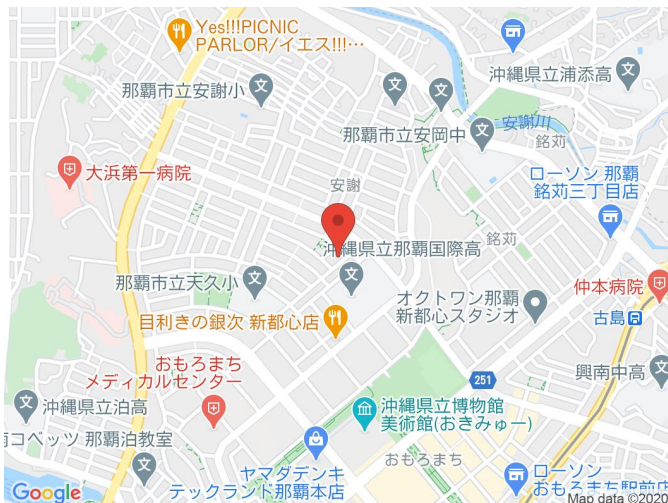 Yes!!!PICNIC
PARLOR/イエス!!!…
沖縄県立浦添高
那覇市立安謝小
那覇市立安岡中
安謝川
銘苅
大浜第一病院
安謝
ローソン 那覇
銘苅三丁目店
沖縄県立那覇国際高
銘苅
那覇市立天久小
仲本病院
オクトワン那覇
新都心スタジオ
目利きの銀次 新都心店
古島
おもろまち
メディカルセンター
251
興南中高
沖縄県立泊高
沖縄県立博物館
美術館(おきみゅー)
コベッツ 那覇泊教室
おもろまち
ヤマダデンキ
テックランド那覇本店
ローソン
おもろまち駅前店
Google
Map data ©2020